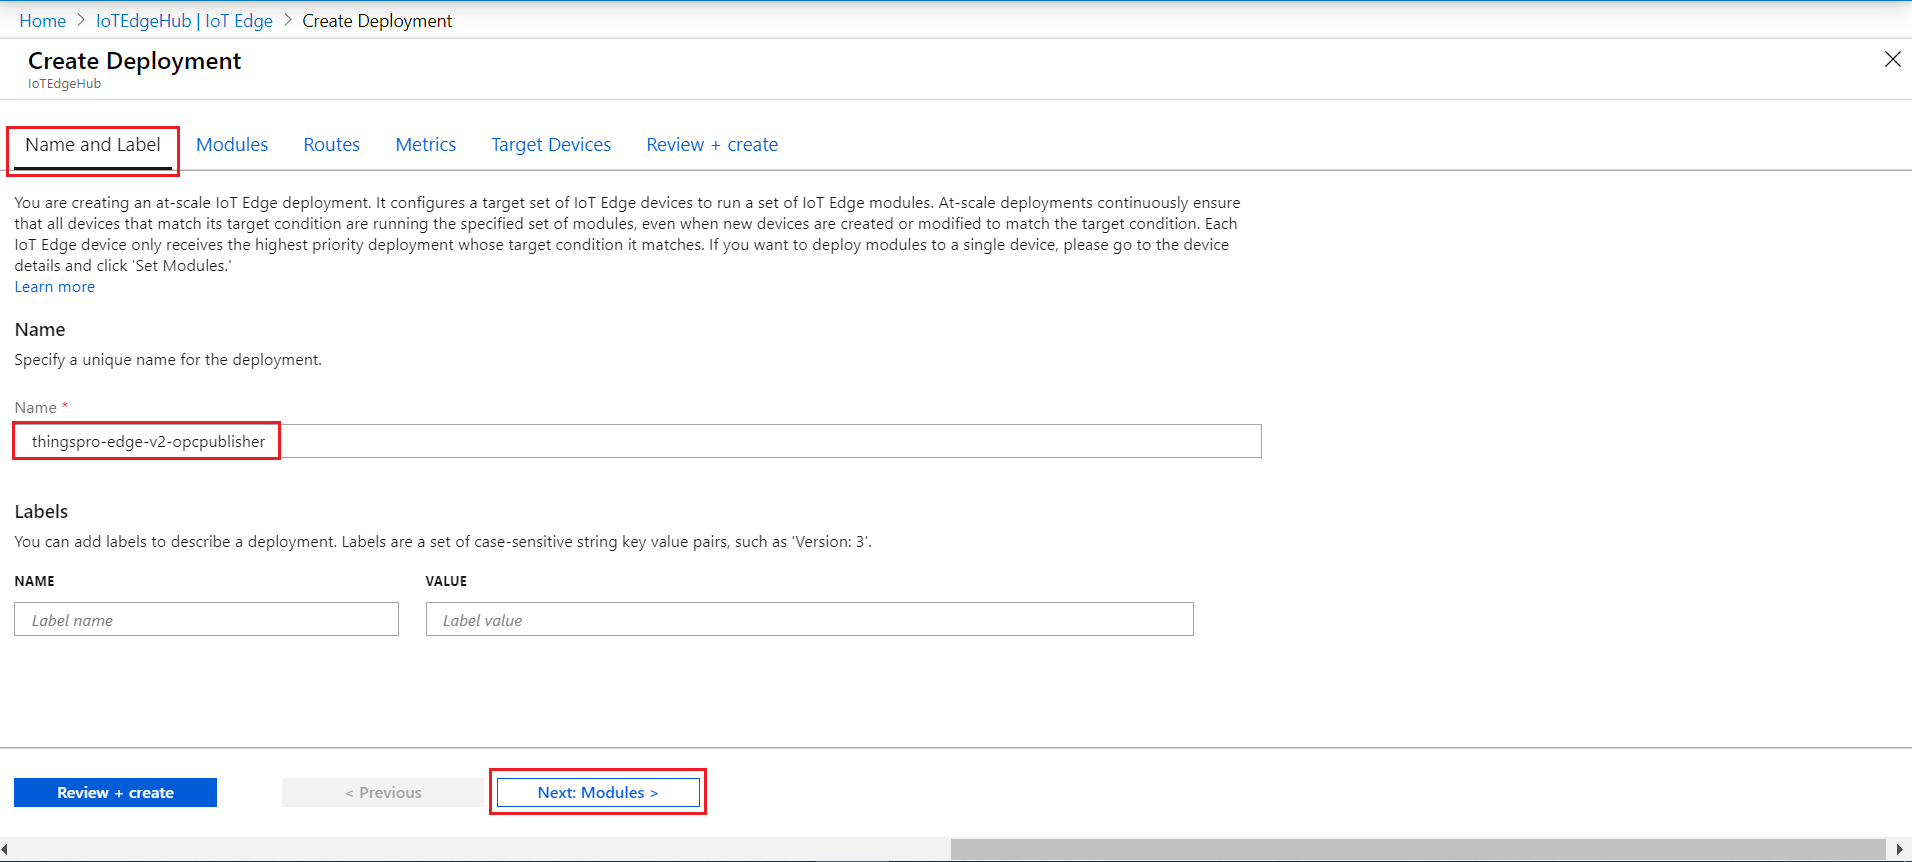 Home > IoTEdgeHub | IoT Edge > Create Deployment
Create Deployment
IoTEdgeHub
Name and Label Modules Routes Metrics Target Devices Review + create
You are creating an at-scale IoT Edge deployment. It configures a target set of IoT Edge devices to run a set of IoT Edge modules. At-scale deployments continuously ensure
that all devices that match its target condition are running the specified set of modules, even when new devices are created or modified to match the target condition. Each
IoT Edge device only receives the highest priority deployment whose target condition it matches. If you want to deploy modules to a single device, please go to the device
details and click 'Set Modules.'
Learn more
Name
Specify a unique name for the deployment.
Name *
thingspro-edge-v2-opcpublisher
Labels
You can add labels to describe a deployment. Labels are a set of case-sensitive string key value pairs, such as 'Version: 3'.
NAME VALUE
Label name Label value
Review + create < Previous Next: Modules >